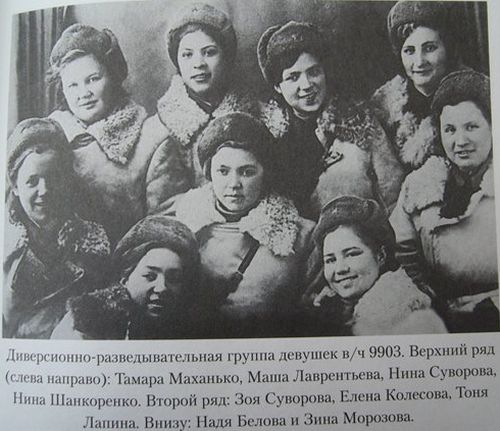 Диверсионно-разведывательная группа девушек в/ч 9903. Верхний ряд
(слева направо): Тамара Маханько, Маша Лаврентьева, Нина Суворова,
Нина Шанкоренко. Второй ряд: Зоя Суворова, Елена Колесова, Тоня
Лапина. Внизу: Надя Белова и Зина Морозова.